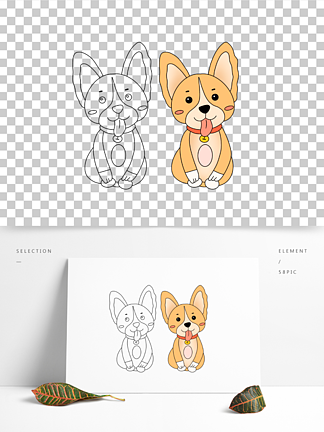 SELECTION
—
ELEMENT
/
58PIC